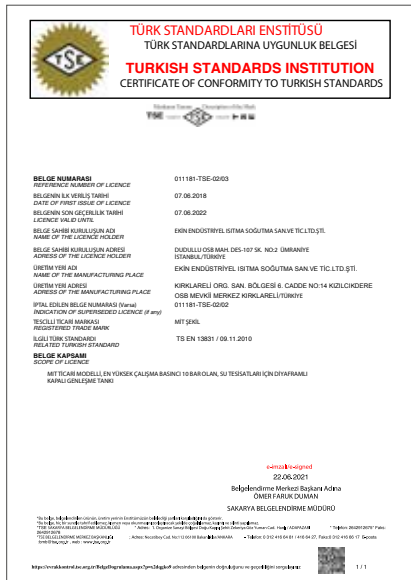 TSE
TÜRK STANDARDLARI ENSTİTÜSÜ
TÜRK STANDARDLARINA UYGUNLUK BELGESİ
TURKISH STANDARDS INSTITUTION
CERTIFICATE OF CONFORMITY TO TURKISH STANDARDS
TSE
BELGE NUMARASI 011181-TSE-02/03
REFERENCE NUMBER OF LICENCE
BELGENİN İLK VERİLİŞ TARİHİ 07.06.2018
DATE OF FIRST ISSUE OF LICENCE
BELGENİN SON GEÇERLİLİK TARİHİ 07.06.2022
LICENCE VALID UNTIL
BELGE SAHİBİ KURULUŞUN ADI EKİN ENDÜSTRİYEL ISITMA SOĞUTMA SAN.VE TİC.LTD.ŞTİ.
NAME OF THE LICENCE HOLDER
BELGE SAHİBİ KURULUŞUN ADRESİ DUDULLU OSB MAH. DES-107 SK. NO:2 ÜMRANİYE
ADRESS OF THE LICENCE HOLDER İSTANBUL/TÜRKİYE
ÜRETİM YERİ ADI EKİN ENDÜSTRİYEL ISITMA SOĞUTMA SAN.VE TİC.LTD.ŞTİ.
NAME OF THE MANUFACTURING PLACE
ÜRETİM YERİ ADRESİ KIRKLARELİ ORG. SAN. BÖLGESİ 6. CADDE NO:14 KIZILCIKDERE
ADRESS OF THE MANUFACTURING PLACE OSB MEVKİİ MERKEZ KIRKLARELİ/TÜRKİYE
İPTAL EDİLEN BELGE NUMARASI (Varsa) 011181-TSE-02/02
INDICATION OF SUPERSEDED LICENCE (if any)
TESCİLLİ TİCARİ MARKASI MİT ŞEKİL
REGISTERED TRADE MARK
İLGİLİ TÜRK STANDARDI TS EN 13831 / 09.11.2010
RELATED TURKISH STANDARD
BELGE KAPSAMI
SCOPE OF LICENCE
MIT TİCARİ MODELLİ, EN YÜKSEK ÇALIŞMA BASINCI 10 BAR OLAN, SU TESİSATLARI İÇİN DİYAFRAMLI
KAPALI GENLEŞME TANKI
e-imzalı/e-signed
22.06.2021
Belgelendirme Merkezi Başkanı Adına
ÖMER FARUK DUMAN
SAKARYA BELGELENDİRME MÜDÜRÜ
1 / 1